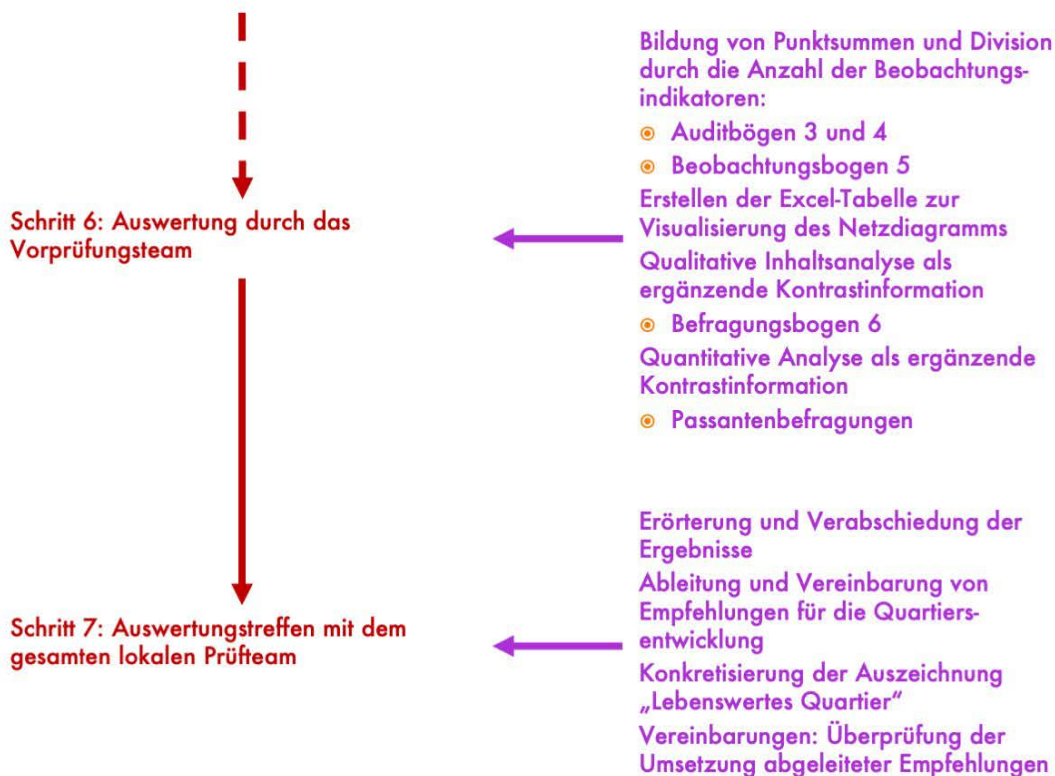 Bildung von Punktsummen und Division
durch die Anzahl der Beobachtungs-
indikatoren:
Auditbögen 3 und 4
Beobachtungsbogen 5
Schritt 6: Auswertung durch das
Vorprüfungsteam
Erstellen der Excel-Tabelle zur
Visualisierung des Netzdiagramms
Qualitative Inhaltsanalyse als
ergänzende Kontrastinformation
Befragungsbogen 6
Quantitative Analyse als ergänzende
Kontrastinformation
Passantenbefragungen
Erörterung und Verabschiedung der
Ergebnisse
Ableitung und Vereinbarung von
Empfehlungen für die Quartiers-
entwicklung
Schritt 7: Auswertungstreffen mit dem
gesamten lokalen Prüfteam
Konkretisierung der Auszeichnung
„Lebenswertes Quartier“
Vereinbarungen: Überprüfung der
Umsetzung abgeleiteter Empfehlungen